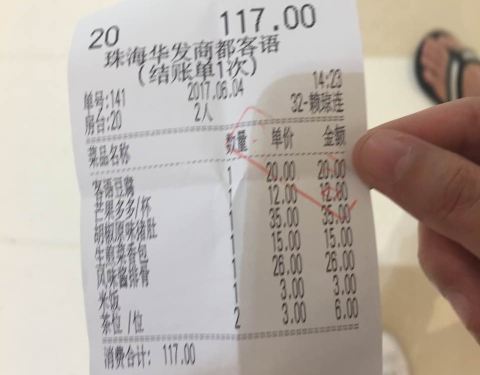 20 117.00
珠海华发商都客语
(结账单1次)
2017.06.04 14:23
单号:141
房台:20 2人 32-赖球连
菜品名称 数量 单价 金额
客语豆腐 1 20.00 20.00
芒果多多/杯 1 12.00 12.00
胡椒原味猪肚 1 35.00 35.00
生煎菜香包 1 15.00 15.00
风味酱排骨 1 26.00 26.00
米饭 1 3.00 3.00
茶位/位 2 3.00 6.00
消费合计: 117.00